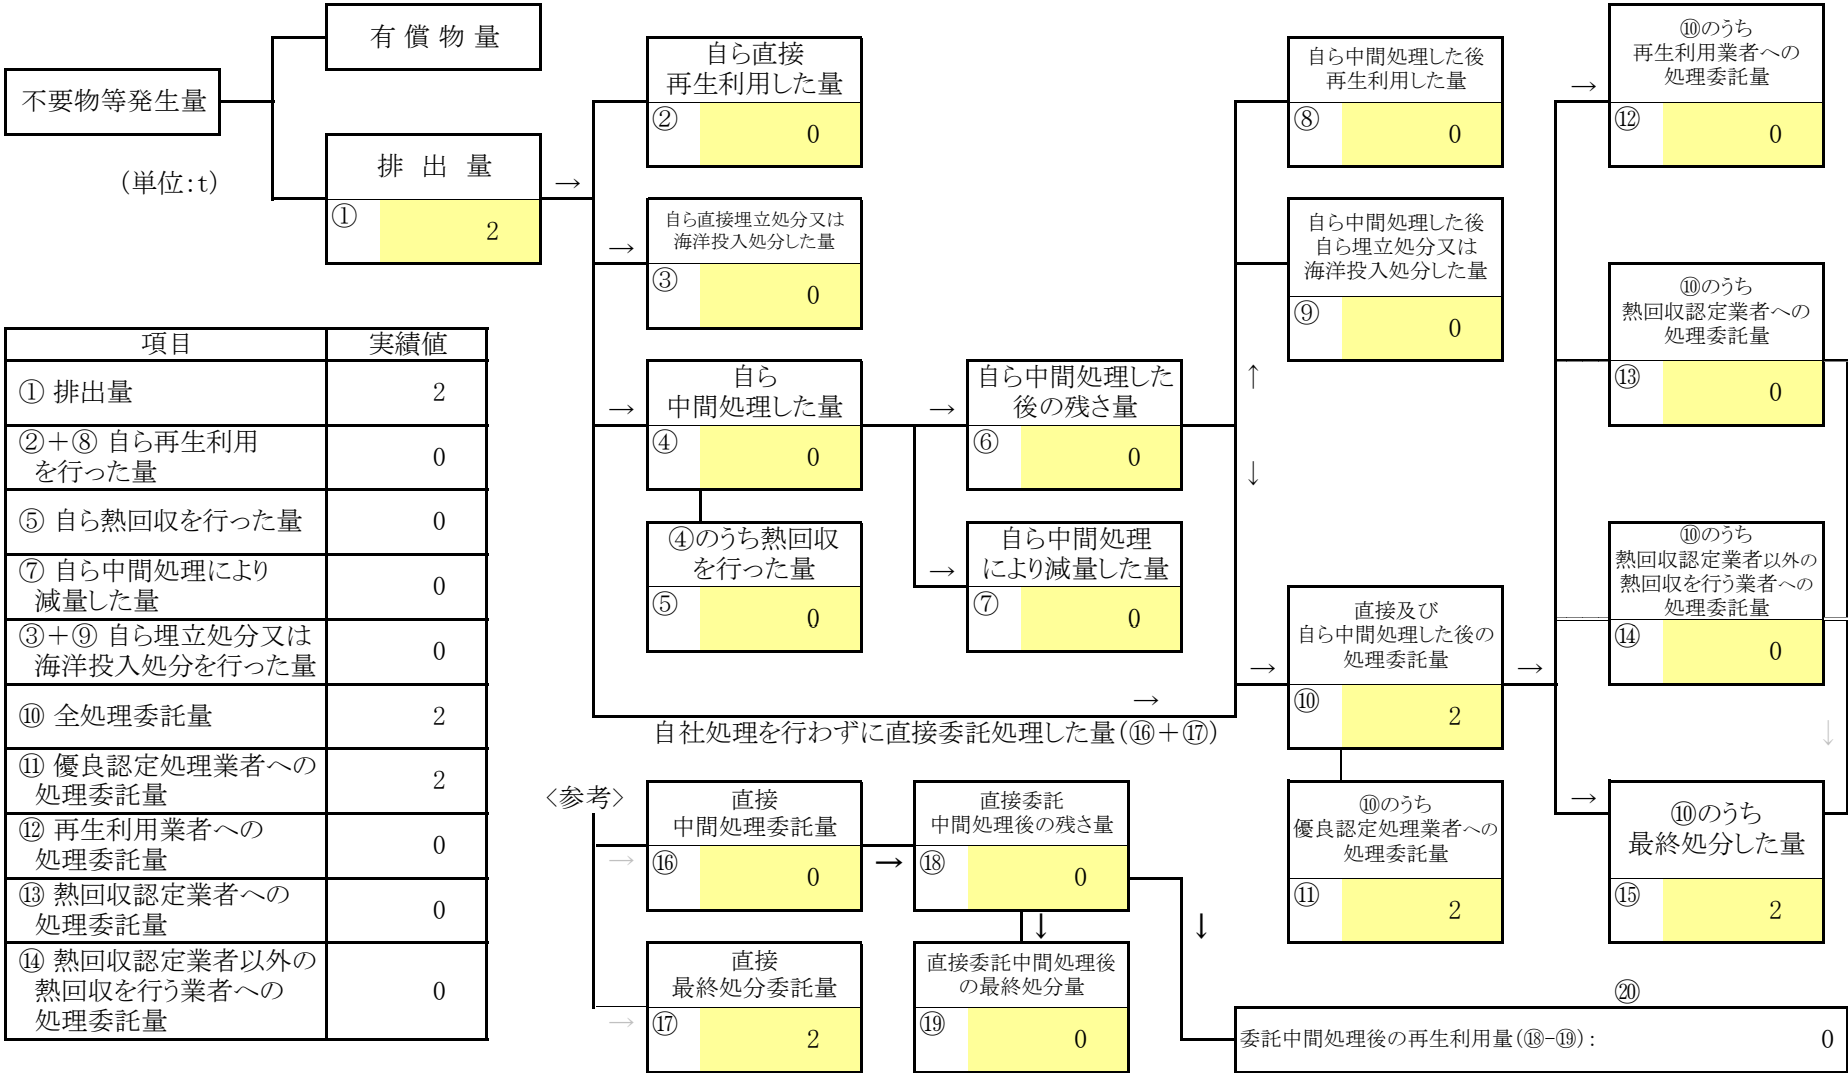 不要物等発生量
有 償 物 量
(単位:t)
排 出 量
①
2
→
自ら直接
再生利用した量
②
0
→
自ら直接埋立処分又は
海洋投入処分した量
③
0
→
自ら
中間処理した量
④
0
④のうち熱回収
を行った量
⑤
0
→
自ら中間処理した
後の残さ量
⑥
0
→
自ら中間処理
により減量した量
⑦
0
↑
↓
自ら中間処理した後
再生利用した量
⑧
0
自ら中間処理した後
自ら埋立処分又は
海洋投入処分した量
⑨
0
→
自社処理を行わずに直接委託処理した量(⑯+⑰)
→
直接及び
自ら中間処理した後の
処理委託量
⑩
2
⑩のうち
優良認定処理業者への
処理委託量
⑪
2
→
→
⑩のうち
再生利用業者への
処理委託量
⑫
0
⑩のうち
熱回収認定業者への
処理委託量
⑬
0
⑩のうち
熱回収認定業者以外の
熱回収を行う業者への
処理委託量
⑭
0
↓
→
⑩のうち
最終処分した量
⑮
2
項目 実績値
① 排出量 2
②+⑧ 自ら再生利用
を行った量 0
⑤ 自ら熱回収を行った量 0
⑦ 自ら中間処理により
減量した量 0
③+⑨ 自ら埋立処分又は
海洋投入処分を行った量 0
⑩ 全処理委託量 2
⑪ 優良認定処理業者への
処理委託量 2
⑫ 再生利用業者への
処理委託量 0
⑬ 熱回収認定業者への
処理委託量 0
⑭ 熱回収認定業者以外の
熱回収を行う業者への
処理委託量 0
〈参考〉
→
直接
中間処理委託量
⑯
0
→
直接委託
中間処理後の残さ量
⑱
0
↓
↓
→
直接
最終処分委託量
⑰
2
直接委託中間処理後
の最終処分量
⑲
0
⑳
委託中間処理後の再生利用量(⑱-⑲): 0